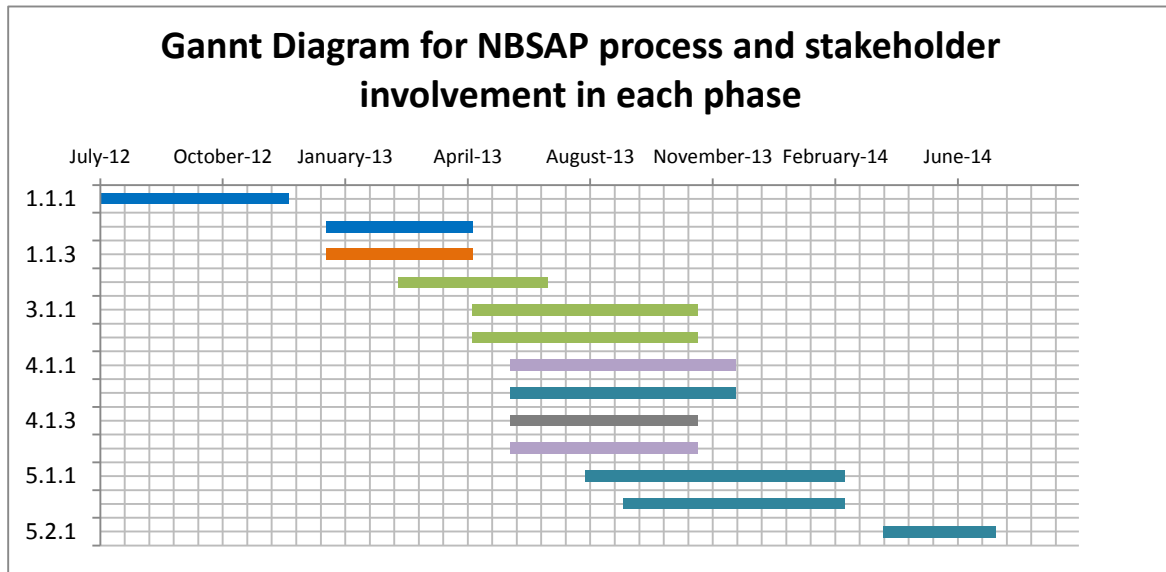 Gannt Diagram for NBSAP process and stakeholder
involvement in each phase
July-12 October-12 January-13 April-13 August-13 November-13 February-14 June-14
1.1.1
1.1.3
3.1.1
4.1.1
4.1.3
5.1.1
5.2.1